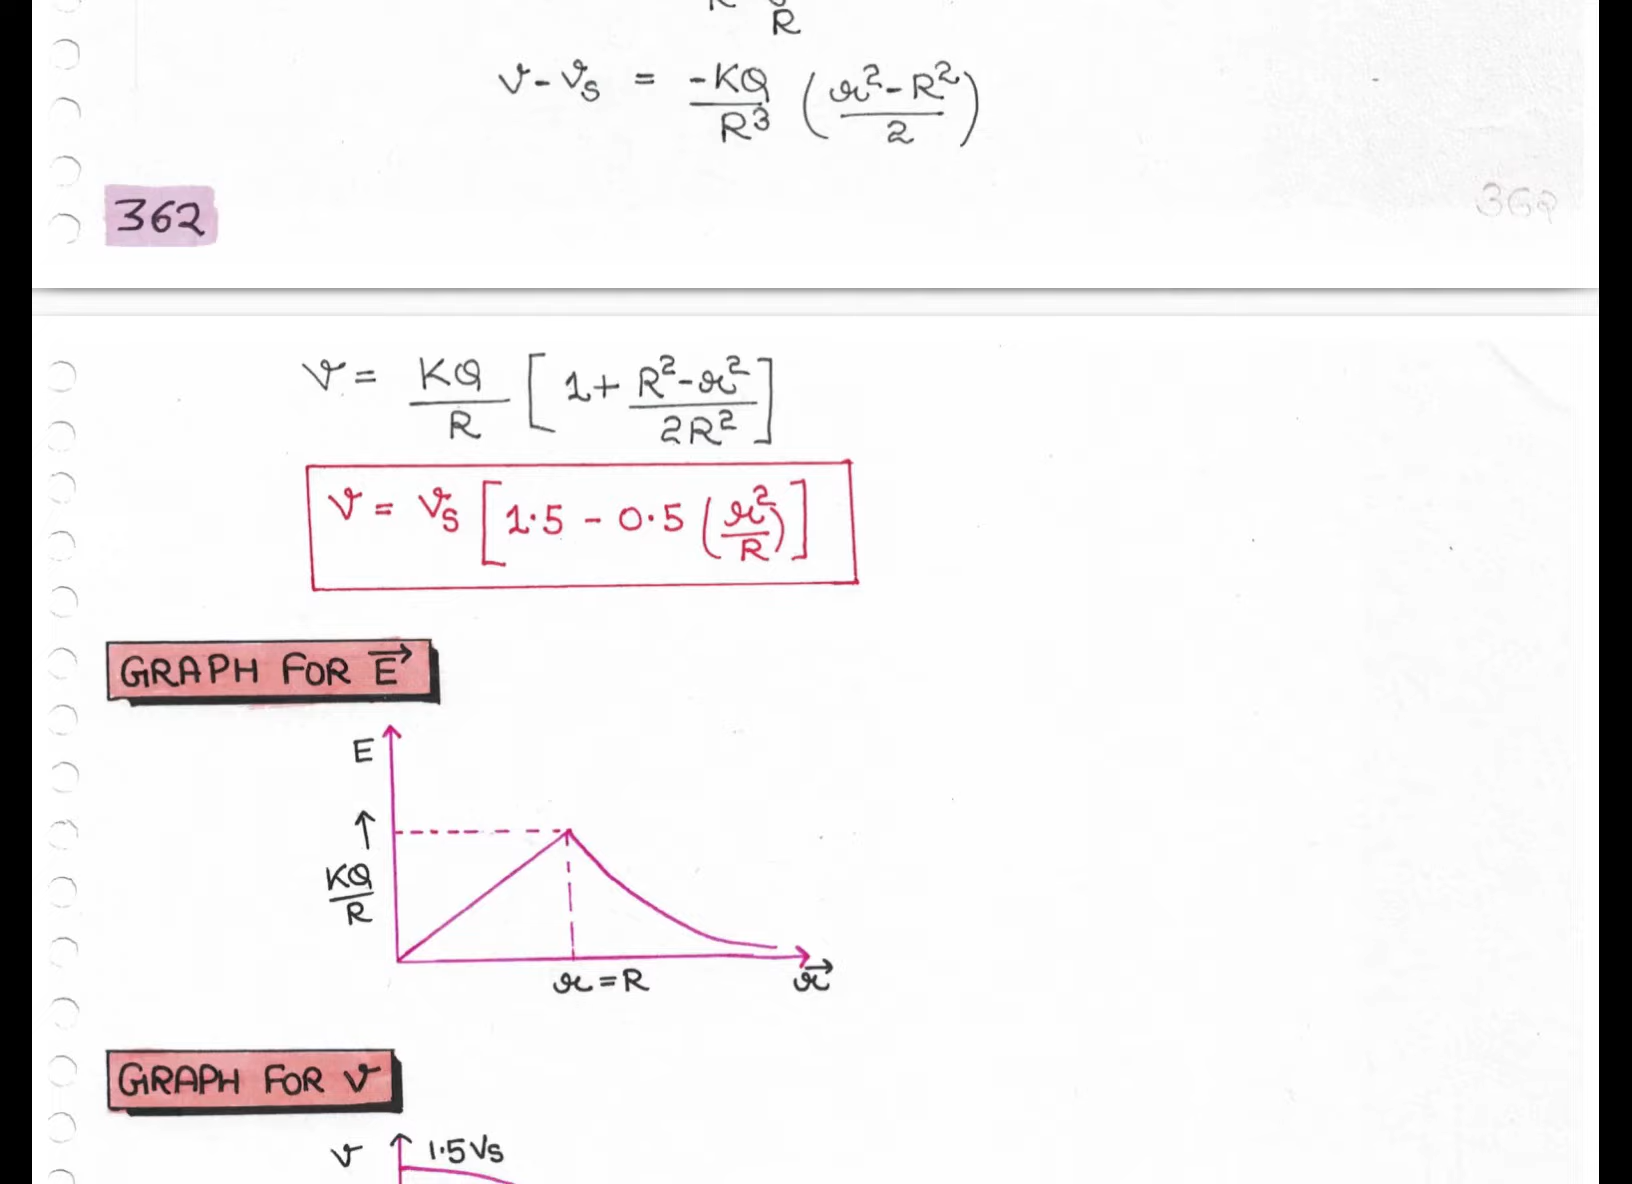 R
V - Vs = -KQ/R³ ((r² - R²)/2)
362
V = KQ/R [1 + (R² - r²)/2R²]
V = Vs [1.5 - 0.5 (r²/R)]
GRAPH FOR E⃗
E
↑
KQ/R
r = R
r⃗
GRAPH FOR V
V 1.5Vs